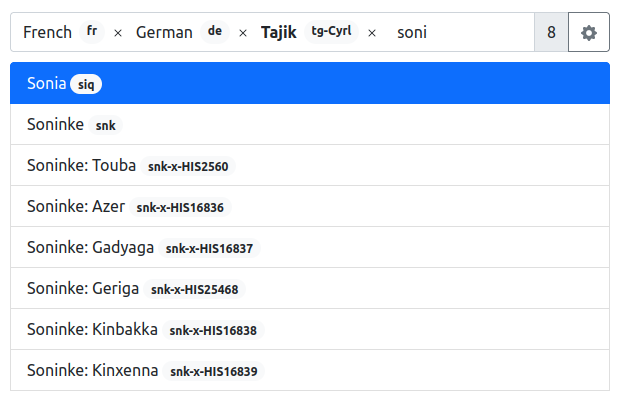 French fr × German de × Tajik tg-Cyrl × soni 8
Sonia siq
Soninke snk
Soninke: Touba snk-x-HIS2560
Soninke: Azer snk-x-HIS16836
Soninke: Gadyaga snk-x-HIS16837
Soninke: Geriga snk-x-HIS25468
Soninke: Kinbakka snk-x-HIS16838
Soninke: Kinxenna snk-x-HIS16839